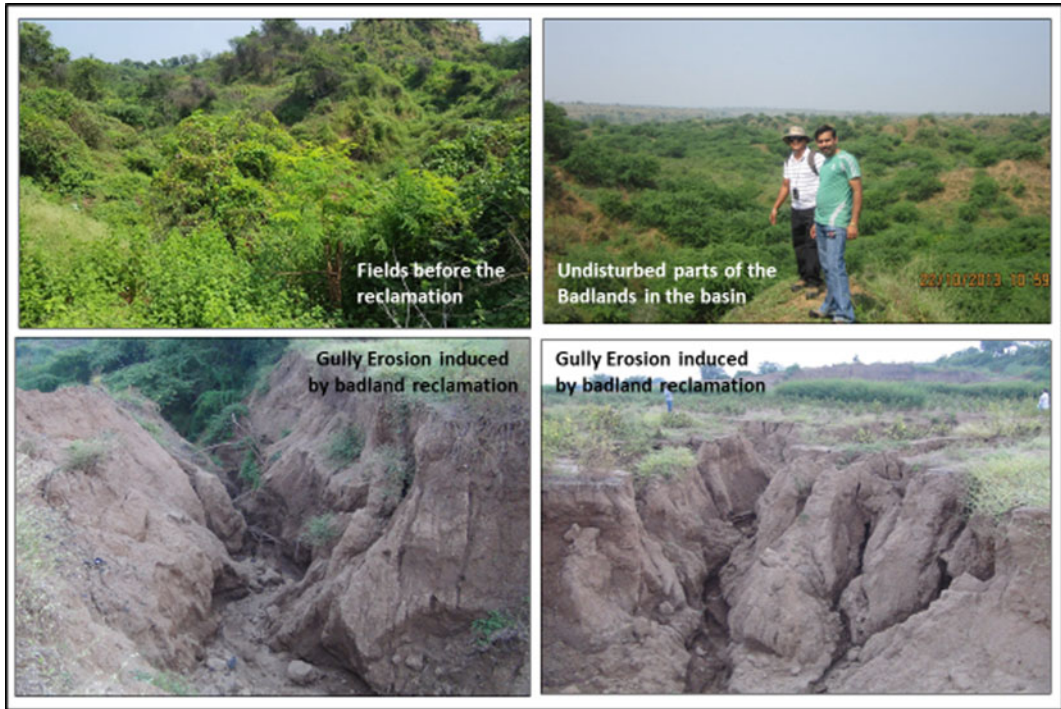 Fields before the
reclamation
Undisturbed parts of the
Badlands in the basin
02/10/2013 10 59
Gully Erosion induced
by badland reclamation
Gully Erosion induced
by badland reclamation